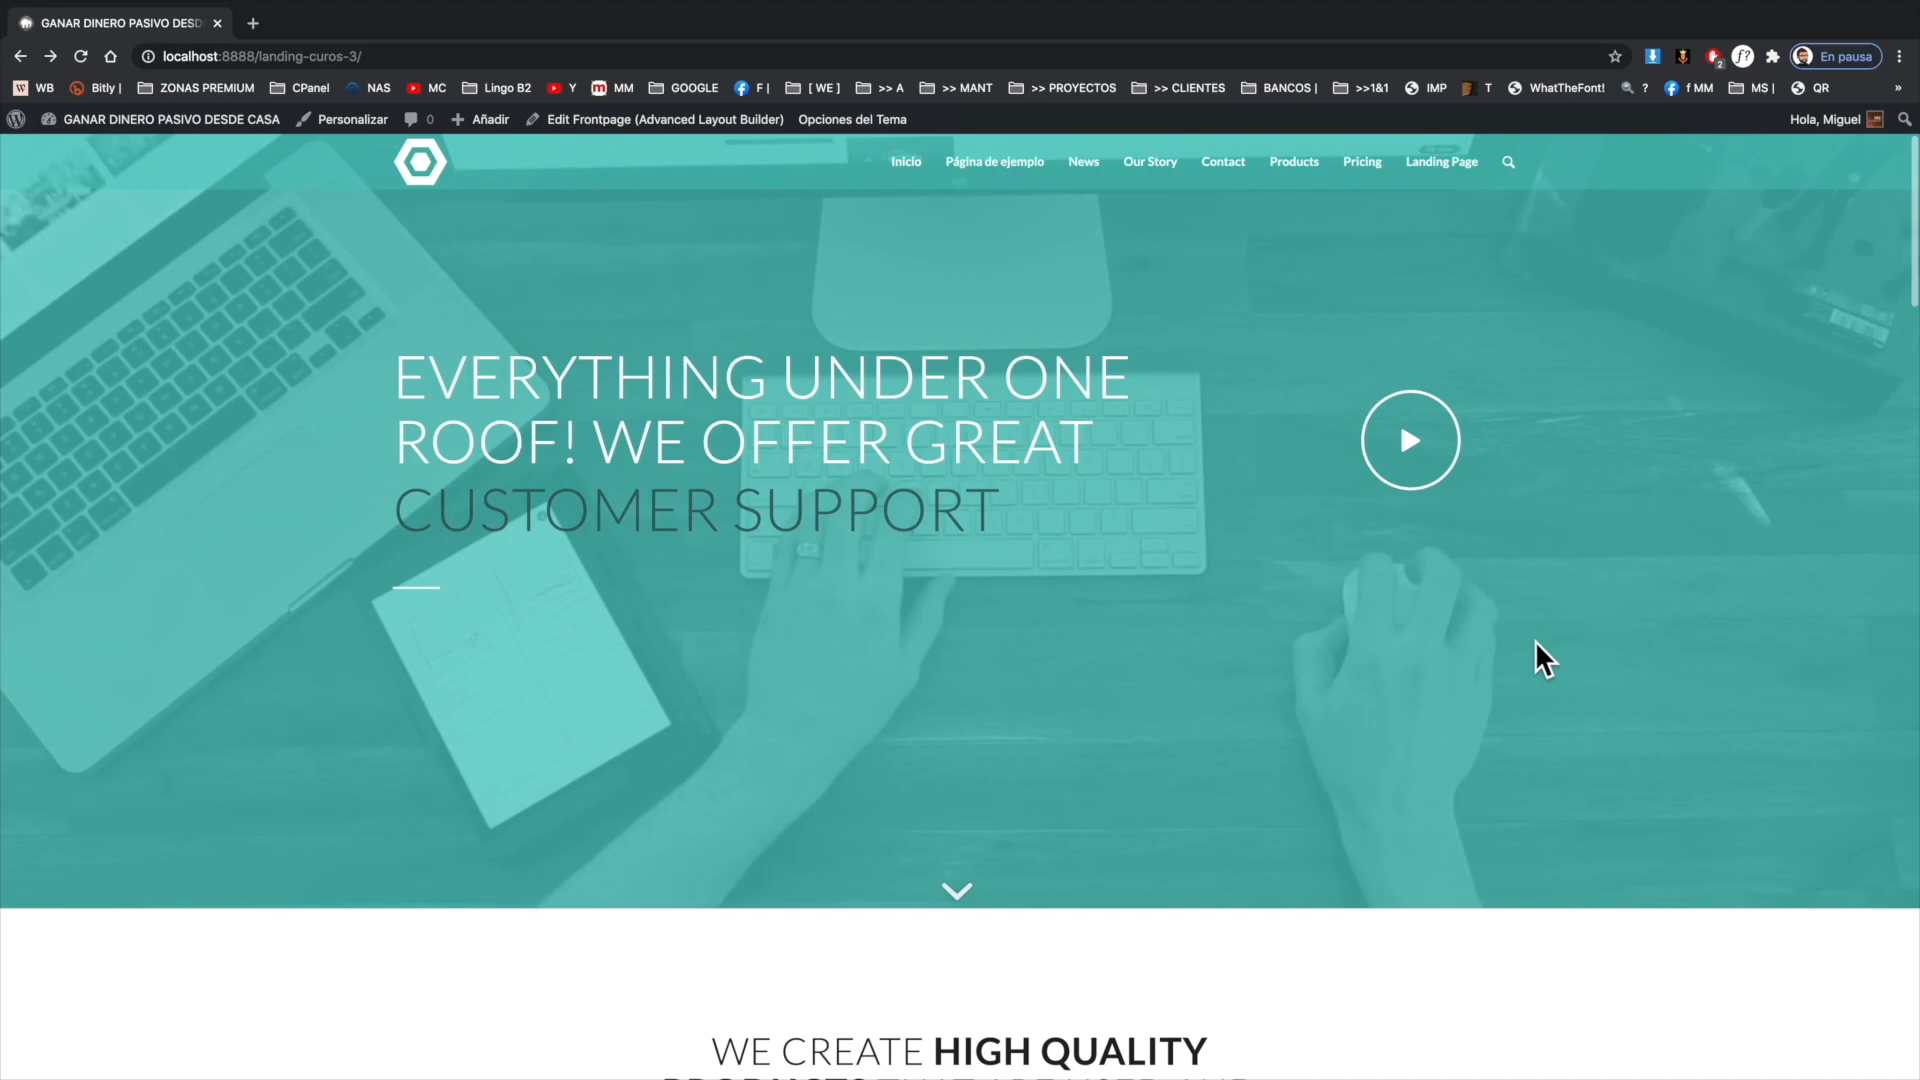 GANAR DINERO PASIVO DESD
localhost:8888/landing-curos-3/
En pausa
WB Bitly | ZONAS PREMIUM CPanel NAS MC Lingo B2 Y MM GOOGLE F | [ WE ] >> A >> MANT >> PROYECTOS >> CLIENTES BANCOS | >>1&1 IMP T WhatTheFont! ? f MM MS | QR »
GANAR DINERO PASIVO DESDE CASA Personalizar 0 Añadir Edit Frontpage (Advanced Layout Builder) Opciones del Tema Hola, Miguel
Inicio Página de ejemplo News Our Story Contact Products Pricing Landing Page
EVERYTHING UNDER ONE
ROOF! WE OFFER GREAT
CUSTOMER SUPPORT
WE CREATE HIGH QUALITY